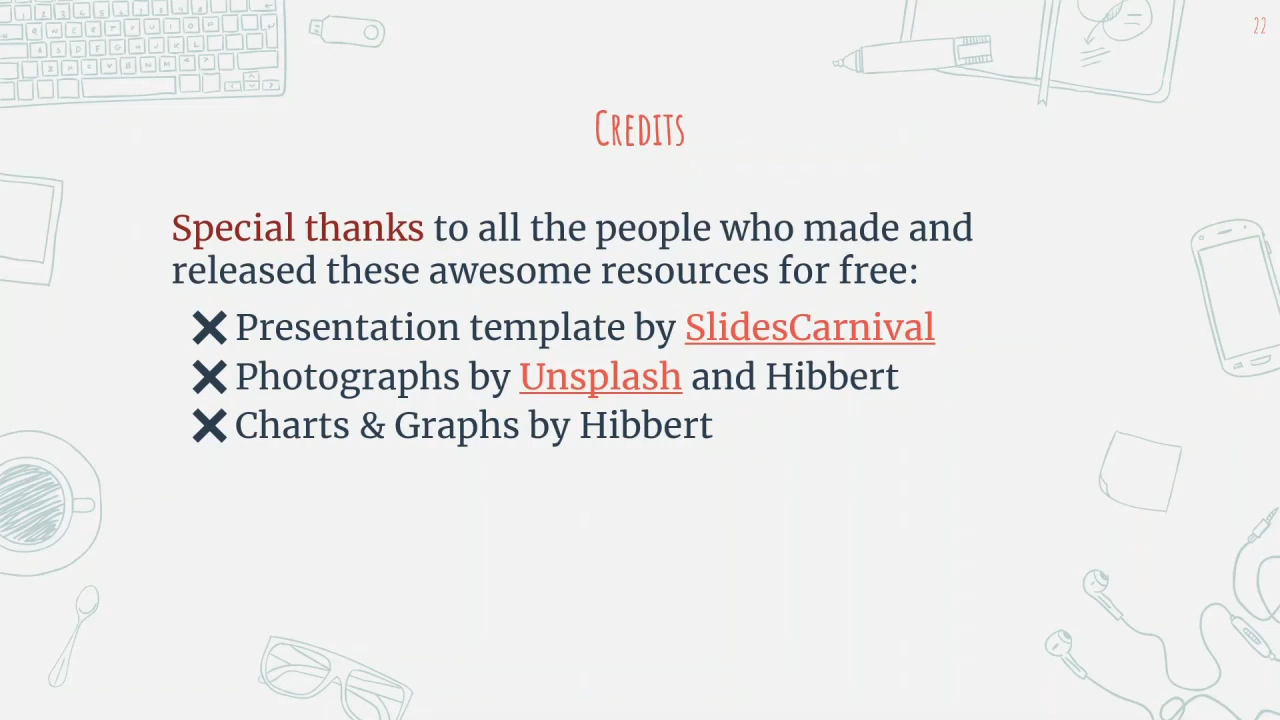 22
Credits
Special thanks to all the people who made and
released these awesome resources for free:
❌ Presentation template by SlidesCarnival
❌ Photographs by Unsplash and Hibbert
❌ Charts & Graphs by Hibbert